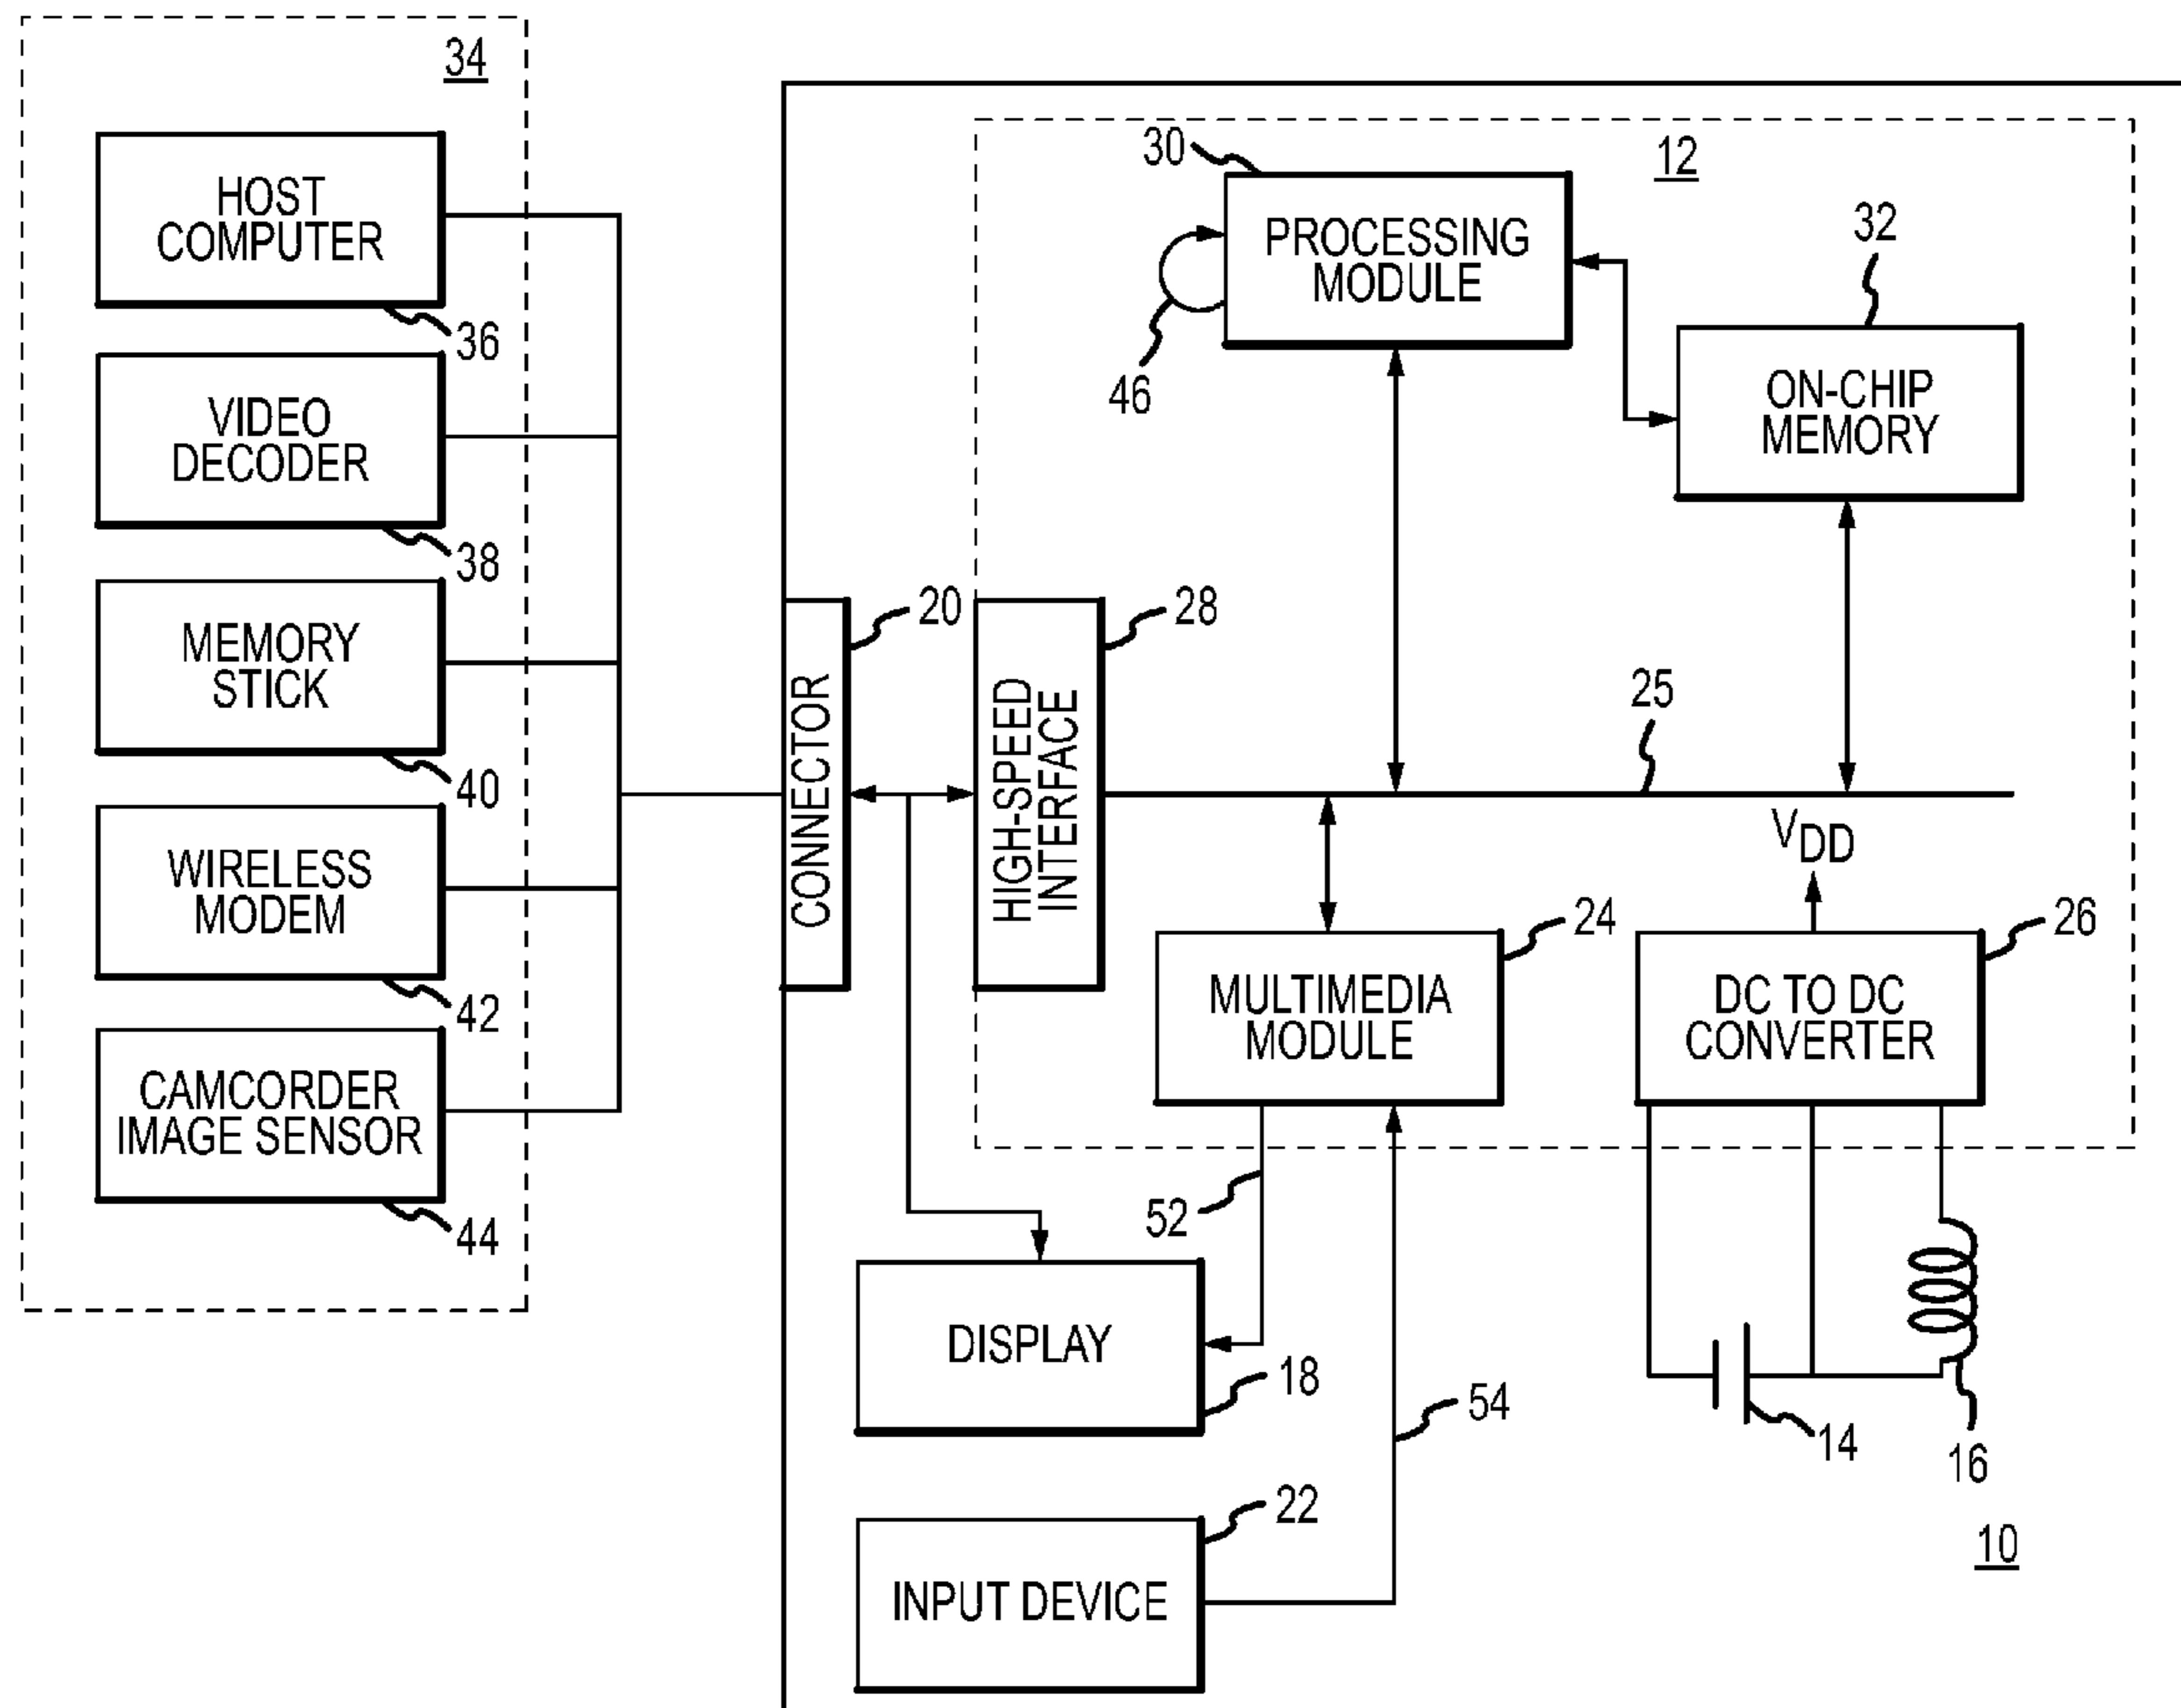 34
HOST
COMPUTER
36
VIDEO
DECODER
38
MEMORY
STICK
40
WIRELESS
MODEM
42
CAMCORDER
IMAGE SENSOR
44
12
30
PROCESSING
MODULE
46
32
ON-CHIP
MEMORY
20
CONNECTOR
28
HIGH-SPEED
INTERFACE
25
VDD
24
MULTIMEDIA
MODULE
26
DC TO DC
CONVERTER
52
DISPLAY
18
54
14
16
22
INPUT DEVICE
10